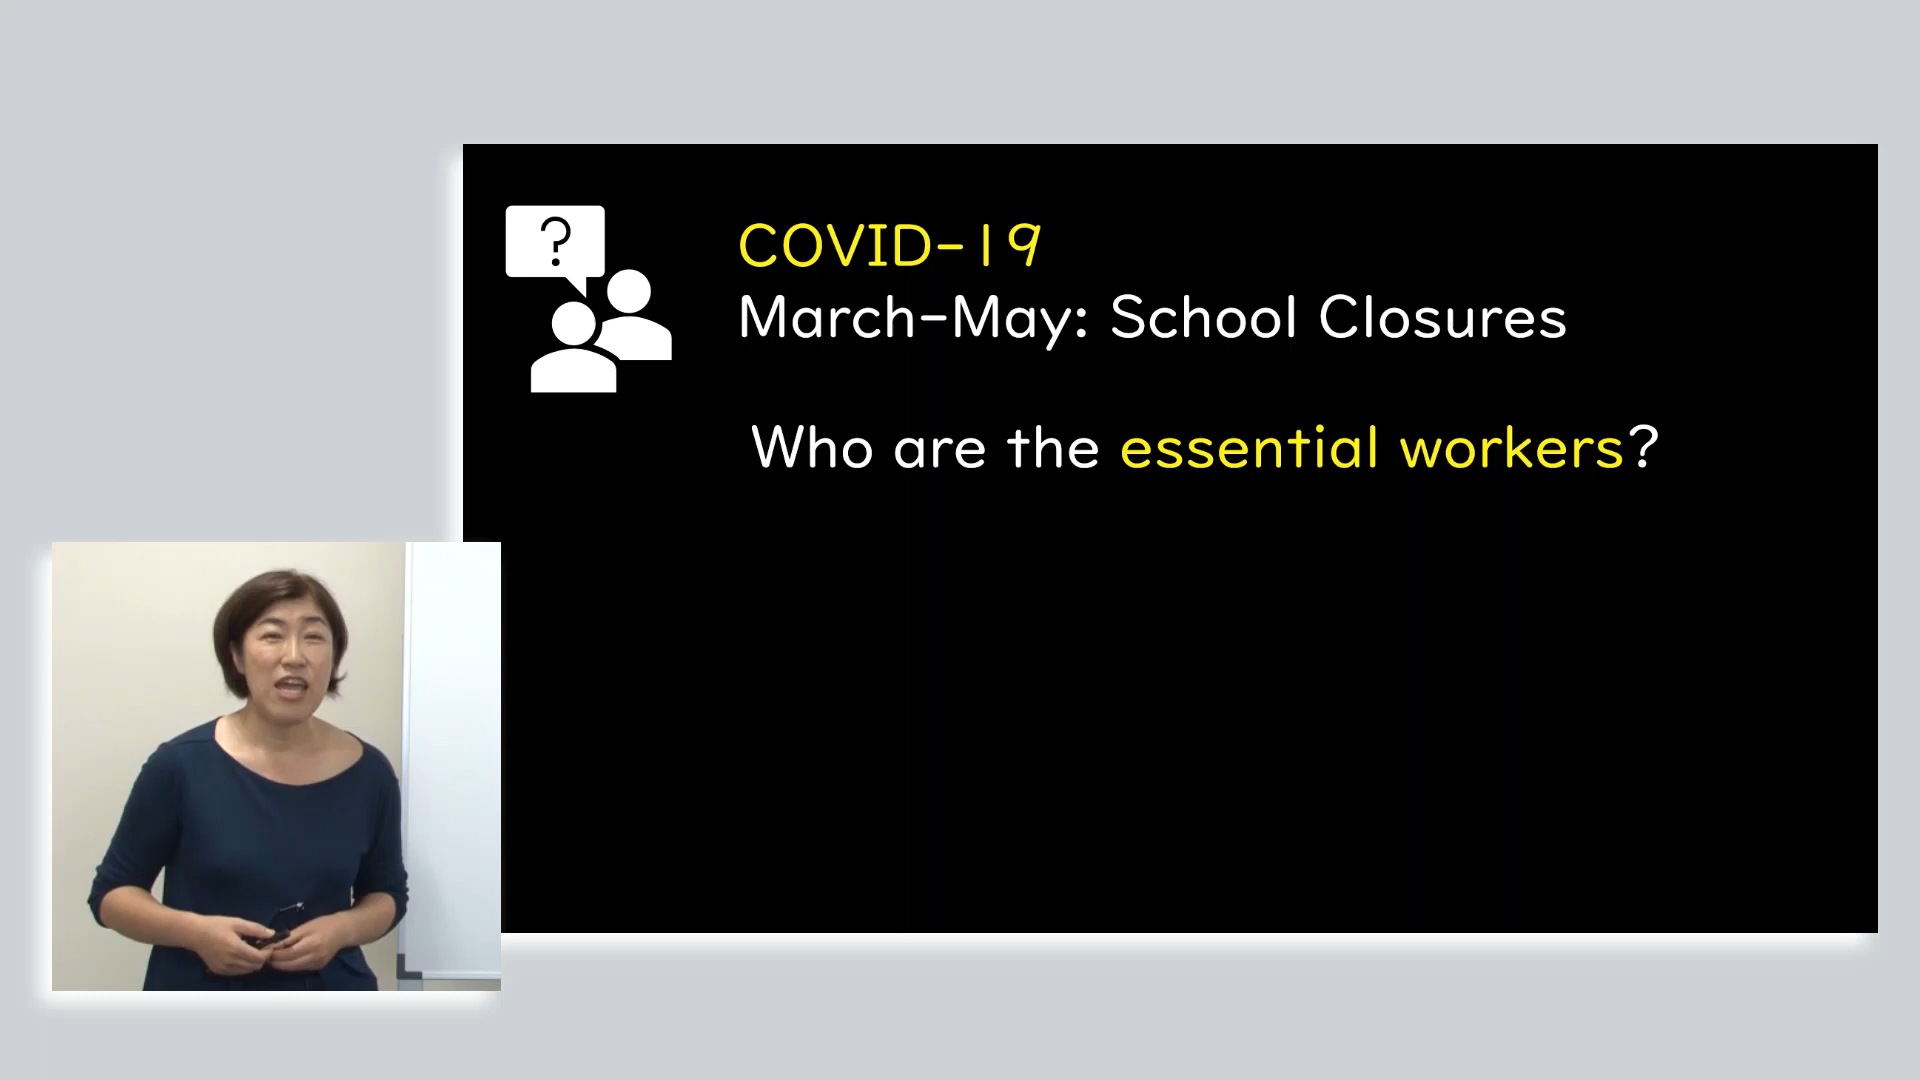 ?
COVID-19
March-May: School Closures
Who are the essential workers?